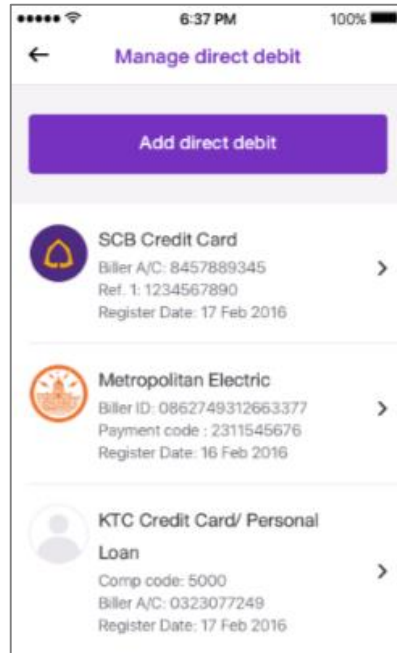 6:37 PM 100%
Manage direct debit
Add direct debit
SCB Credit Card
Biller A/C: 8457889345
Ref. 1: 1234567890
Register Date: 17 Feb 2016
Metropolitan Electric
Biller ID: 0862749312663377
Payment code : 2311545676
Register Date: 16 Feb 2016
KTC Credit Card/ Personal
Loan
Comp code: 5000
Biller A/C: 0323077249
Register Date: 17 Feb 2016